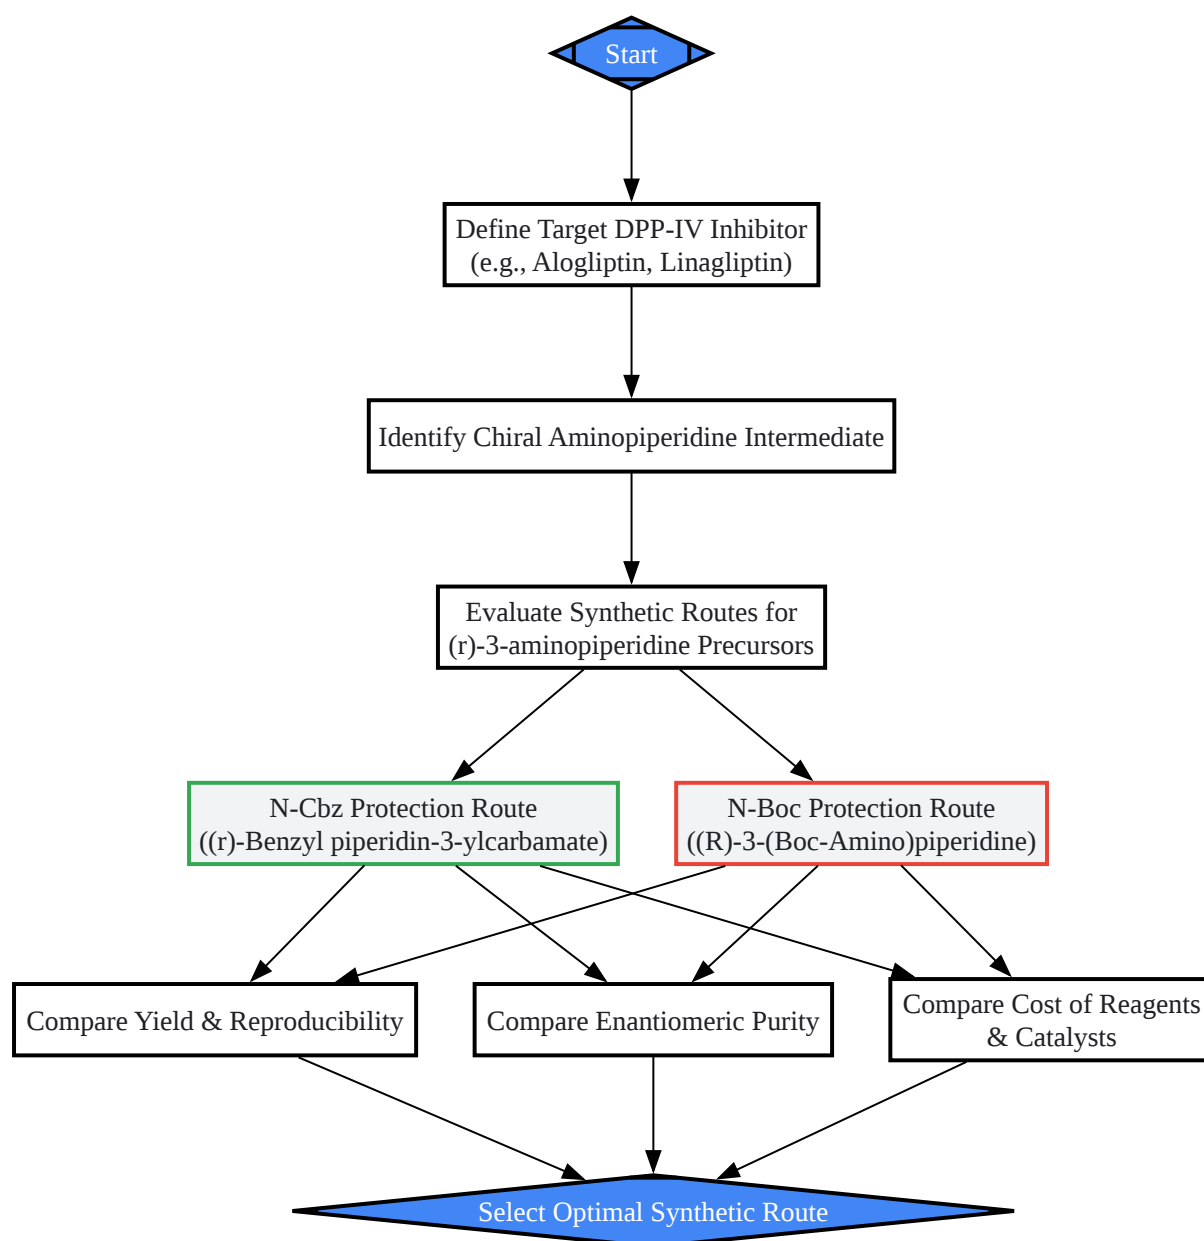 Start
Define Target DPP-IV Inhibitor
(e.g., Alogliptin, Linagliptin)
Identify Chiral Aminopiperidine Intermediate
Evaluate Synthetic Routes for
(r)-3-aminopiperidine Precursors
N-Cbz Protection Route
((r)-Benzyl piperidin-3-ylcarbamate)
N-Boc Protection Route
((R)-3-(Boc-Amino)piperidine)
Compare Yield & Reproducibility
Compare Enantiomeric Purity
Compare Cost of Reagents
& Catalysts
Select Optimal Synthetic Route